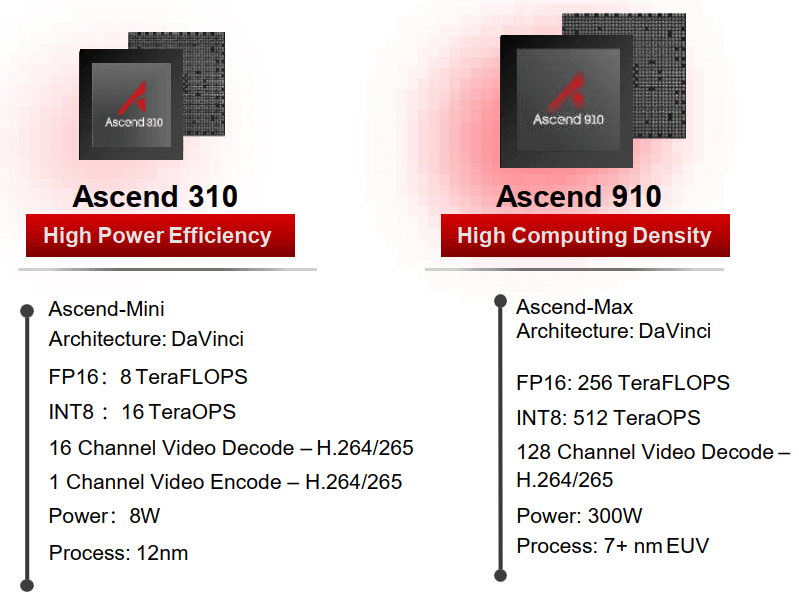 Ascend 310
Ascend 310
High Power Efficiency
Ascend-Mini
Architecture: DaVinci
FP16： 8 TeraFLOPS
INT8 ：16 TeraOPS
16 Channel Video Decode – H.264/265
1 Channel Video Encode – H.264/265
Power： 8W
Process: 12nm
Ascend 910
Ascend 910
High Computing Density
Ascend-Max
Architecture: DaVinci
FP16: 256 TeraFLOPS
INT8: 512 TeraOPS
128 Channel Video Decode –
H.264/265
Power: 300W
Process: 7+ nm EUV